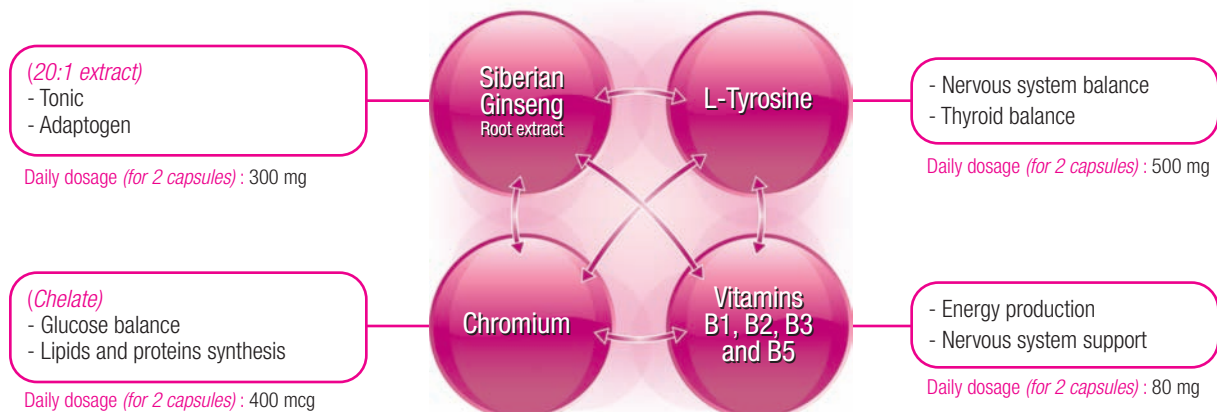 (20:1 extract)
- Tonic
- Adaptogen
Daily dosage (for 2 capsules) : 300 mg
Siberian
Ginseng
Root extract
L-Tyrosine
- Nervous system balance
- Thyroid balance
Daily dosage (for 2 capsules) : 500 mg
(Chelate)
- Glucose balance
- Lipids and proteins synthesis
Daily dosage (for 2 capsules) : 400 mcg
Chromium
Vitamins
B1, B2, B3
and B5
- Energy production
- Nervous system support
Daily dosage (for 2 capsules) : 80 mg